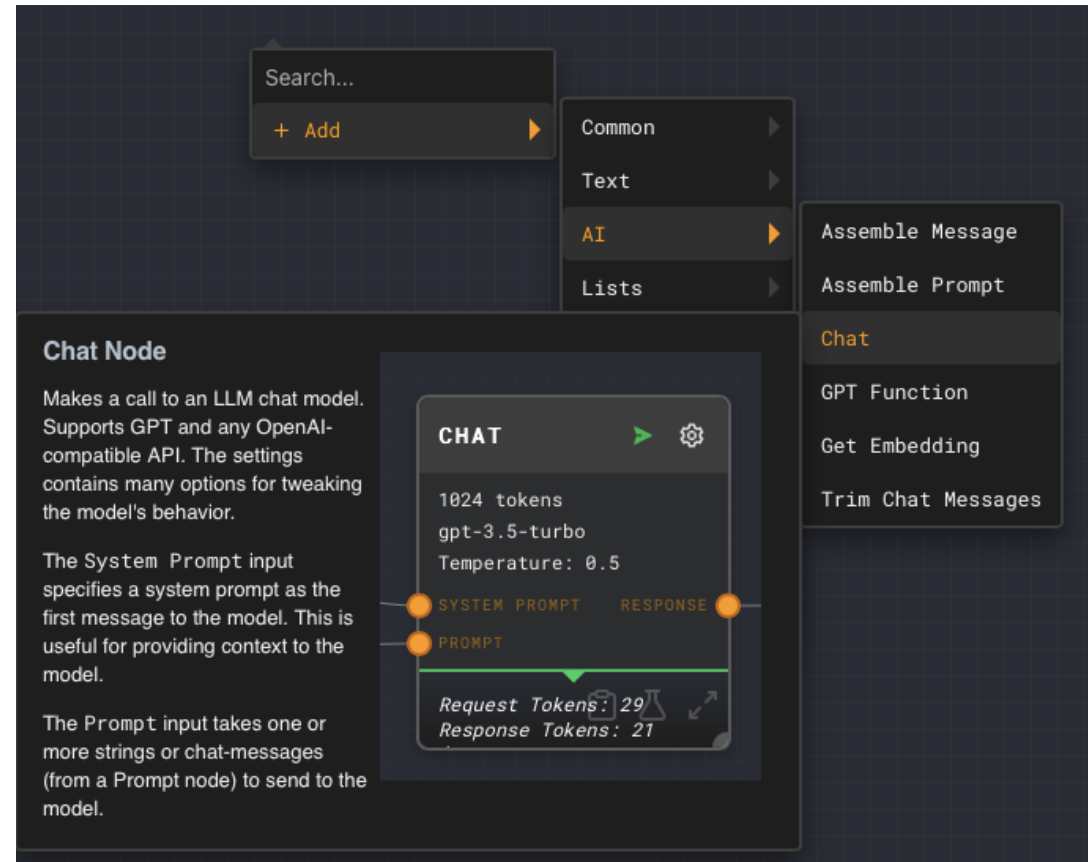 Search...
+ Add
Common
Text
AI
Lists
Assemble Message
Assemble Prompt
Chat
GPT Function
Get Embedding
Trim Chat Messages
Chat Node
Makes a call to an LLM chat model.
Supports GPT and any OpenAI-
compatible API. The settings
contains many options for tweaking
the model's behavior.
The System Prompt input
specifies a system prompt as the
first message to the model. This is
useful for providing context to the
model.
The Prompt input takes one or
more strings or chat-messages
(from a Prompt node) to send to the
model.
CHAT
1024 tokens
gpt-3.5-turbo
Temperature: 0.5
SYSTEM PROMPT RESPONSE
PROMPT
Request Tokens: 29
Response Tokens: 21